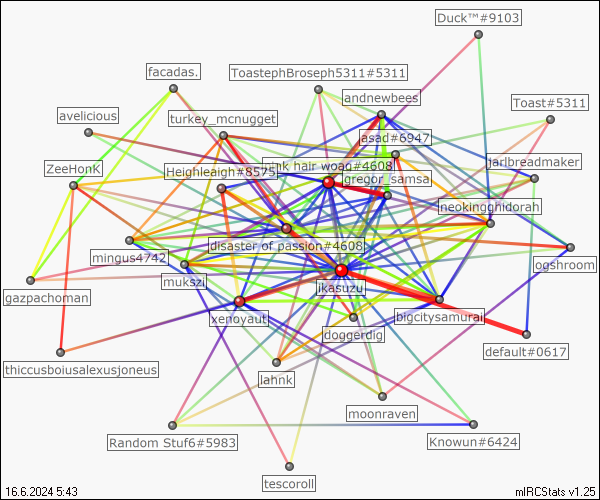 Duck™#9103
facadas.
ToastephBroseph5311#5311
andnewbees
Toast#5311
avelicious
turkey_mcnugget
asad#6947
ZeeHonK
Heighleaigh#8575
pink hair woag#4608
jarlbreadmaker
gregor_samsa
neokingghidorah
mingus4742
disaster of passion#4608
ogshroom
mukszi
jkasuzu
gazpachoman
xenoyaut
doggerdig
bigcitysamurai
default#0617
thiccusboiusalexusjoneus
lahnk
moonraven
Random Stuf6#5983
Knowun#6424
tescoroll
16.6.2024 5:43
mIRCStats v1.25